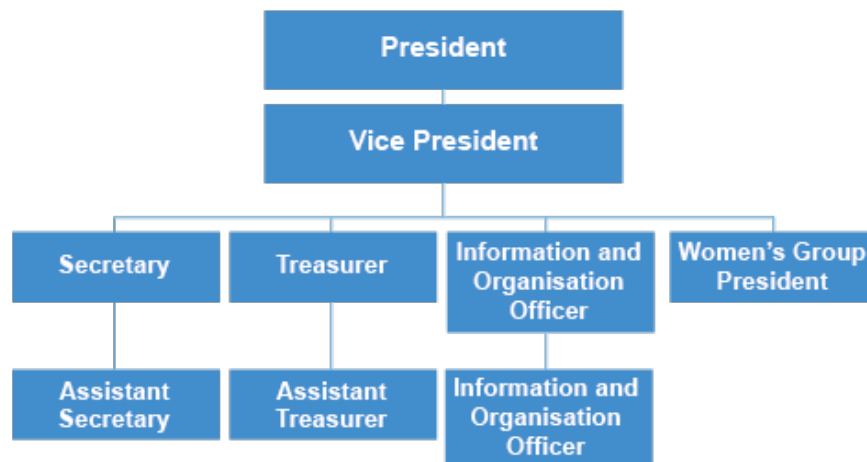 President
Vice President
Secretary
Treasurer
Information and
Organisation
Officer
Women's Group
President
Assistant
Secretary
Assistant
Treasurer
Information and
Organisation
Officer